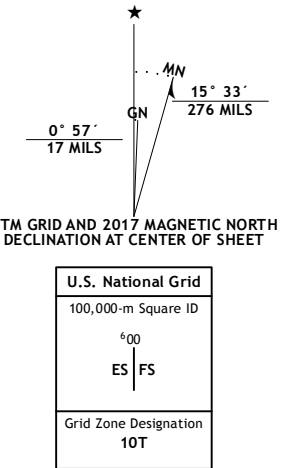 MN
15° 33´
276 MILS
GN
0° 57´
17 MILS
TM GRID AND 2017 MAGNETIC NORTH
DECLINATION AT CENTER OF SHEET
U.S. National Grid
100,000-m Square ID
600
ES FS
Grid Zone Designation
10T